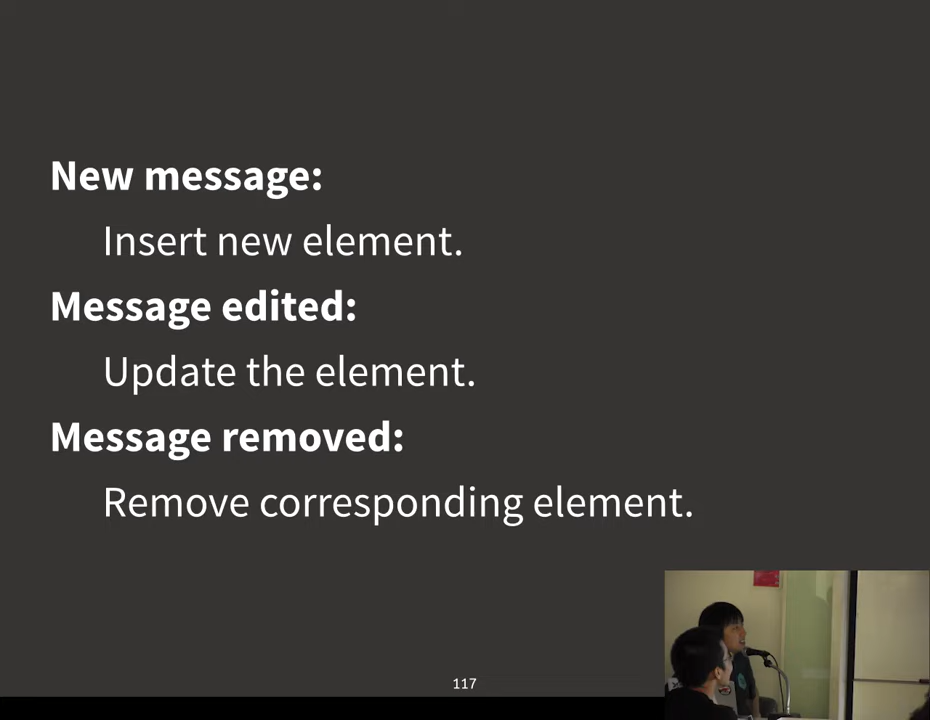 New message:
Insert new element.
Message edited:
Update the element.
Message removed:
Remove corresponding element.
117